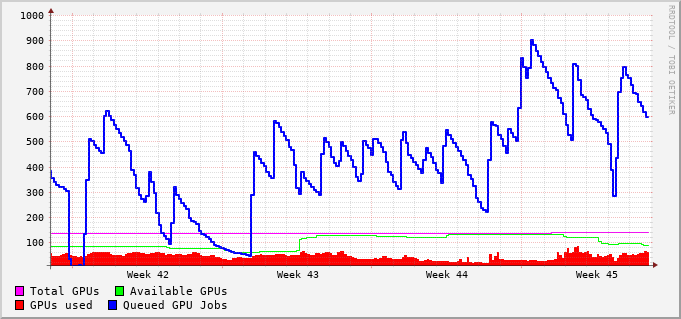 1000
900
800
700
600
500
400
300
200
100
RRDTOOL / TOBI OETIKER
Week 42 Week 43 Week 44 Week 45
Total GPUs Available GPUs
GPUs used Queued GPU Jobs